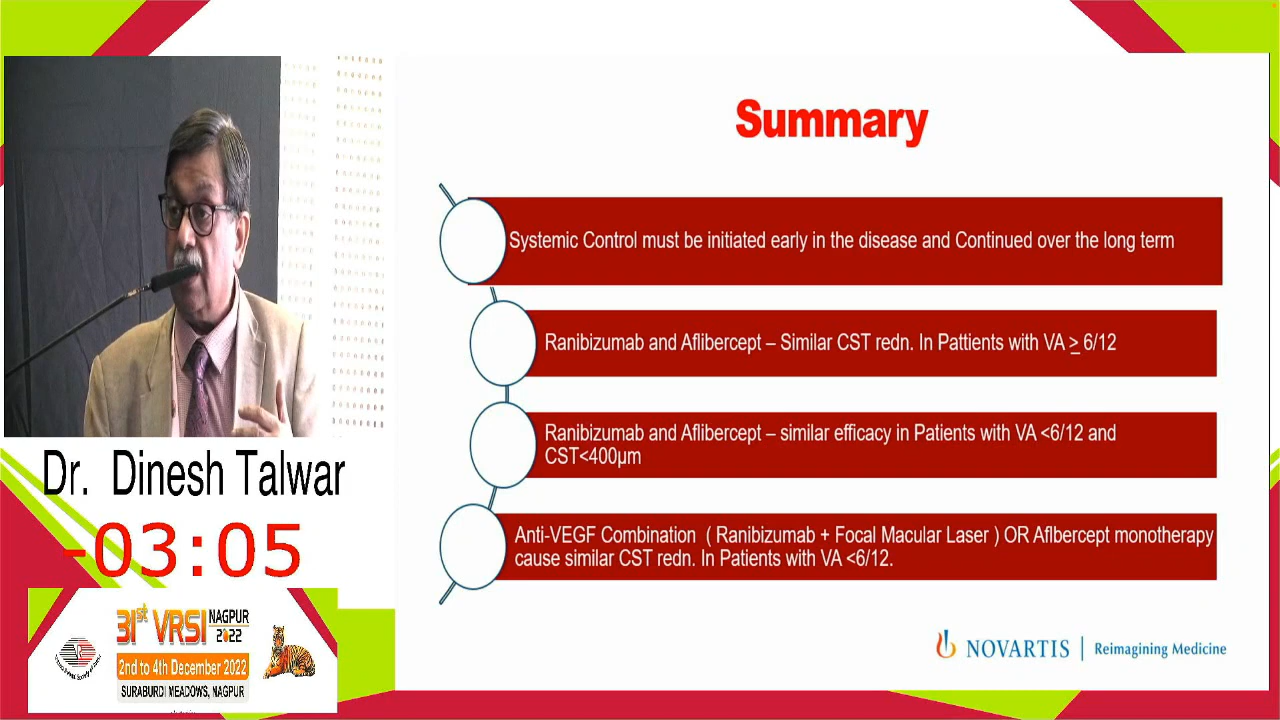 Summary
Systemic Control must be initiated early in the disease and Continued over the long term
Ranibizumab and Aflibercept – Similar CST redn. In Pattients with VA ≥ 6/12
Ranibizumab and Aflibercept – similar efficacy in Patients with VA <6/12 and
CST<400µm
Anti-VEGF Combination ( Ranibizumab + Focal Macular Laser ) OR Aflbercept monotherapy
cause similar CST redn. In Patients with VA <6/12.
NOVARTIS | Reimagining Medicine
Dr. Dinesh Talwar
-03:05
31st VRSI NAGPUR
2022
2nd to 4th December 2022
SURABURDI MEADOWS, NAGPUR